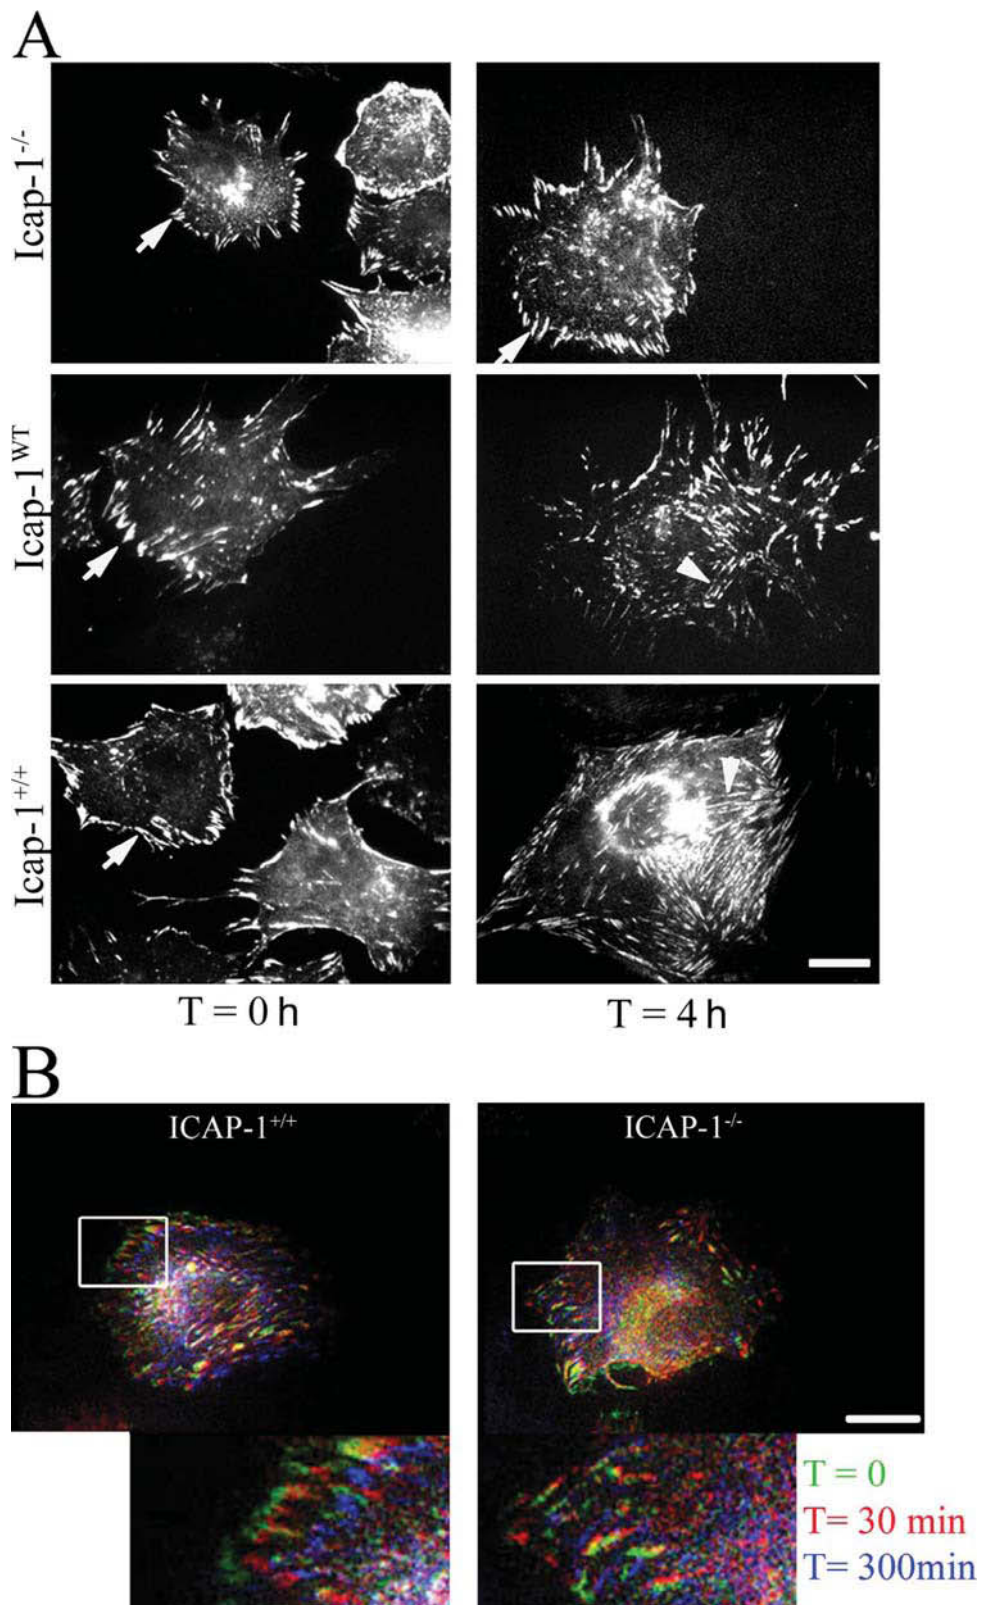 A
Icap-1-/-
Icap-1WT
Icap-1+/+
T = 0 h
T = 4 h
B
ICAP-1+/+
ICAP-1-/-
T = 0
T= 30 min
T= 300min